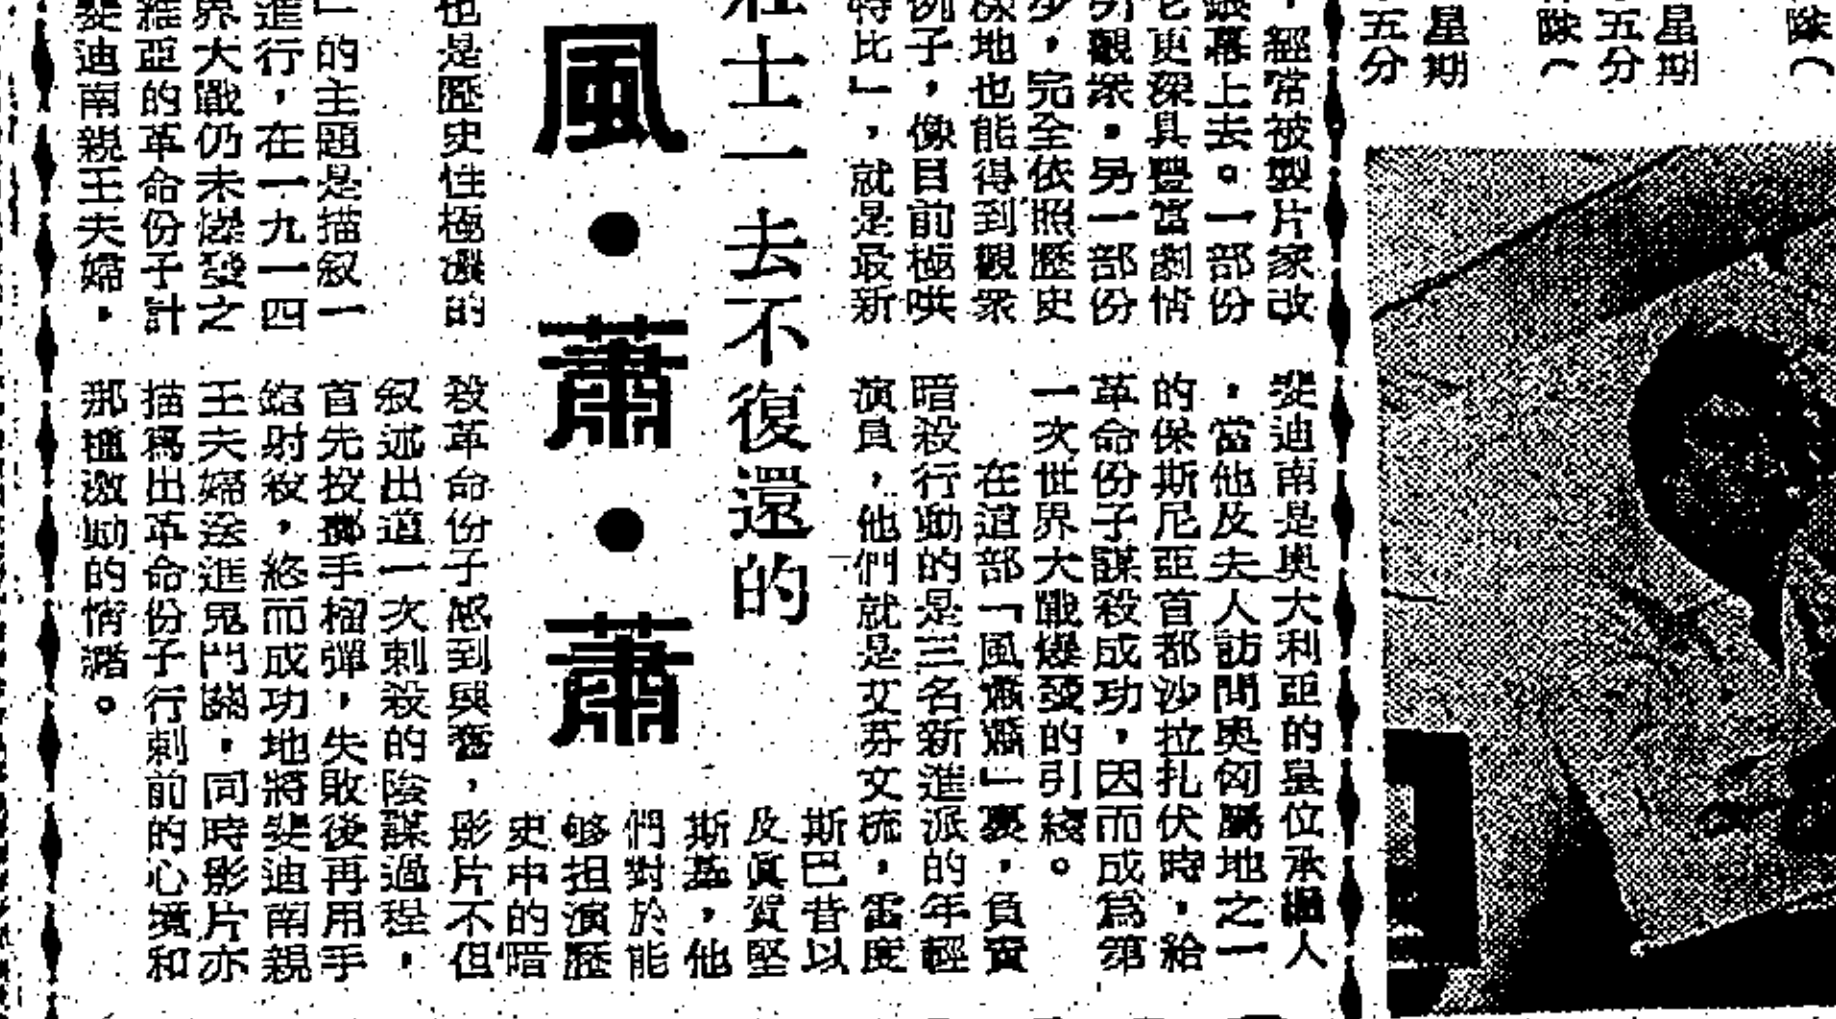 隊（
星期
五分
隊（
星期
五分
，經常被製片家改
銀幕上去。一部份
它更深具豐富劇情
引觀衆。另一部份
步，完全依照歷史
樣地也能得到觀衆
例子，像目前極哄
特比」，就是最新
壯士一去不復還的
風•蕭•蕭
也是歷史性極濃的
」的主題是描叙一
進行，在一九一四
界大戰仍未爆發之
維亞的革命份子計
斐迪南親王夫婦，
斐迪南是奧大利亞的皇位承繼人
，當他及夫人訪問奧匈屬地之一
的保斯尼亞首都沙拉扎伏時，給
革命份子謀殺成功，因而成爲第
一次世界大戰爆發的引綫。
在這部「風蕭蕭」裏，負責
暗殺行動的是三名新進派的年輕
演員，他們就是艾芬文梳，雷度
斯巴昔以
及眞賀堅
斯基，他
們對於能
够担演歷
史中的暗
殺革命份子感到興奮，影片不但
叙述出這一次刺殺的陰謀過程，
首先投擲手榴彈，失敗後再用手
鎗射殺，終而成功地將斐迪南親
王夫婦送進鬼門關，同時影片亦
描寫出革命份子行刺前的心境和
那種激動的情緒。